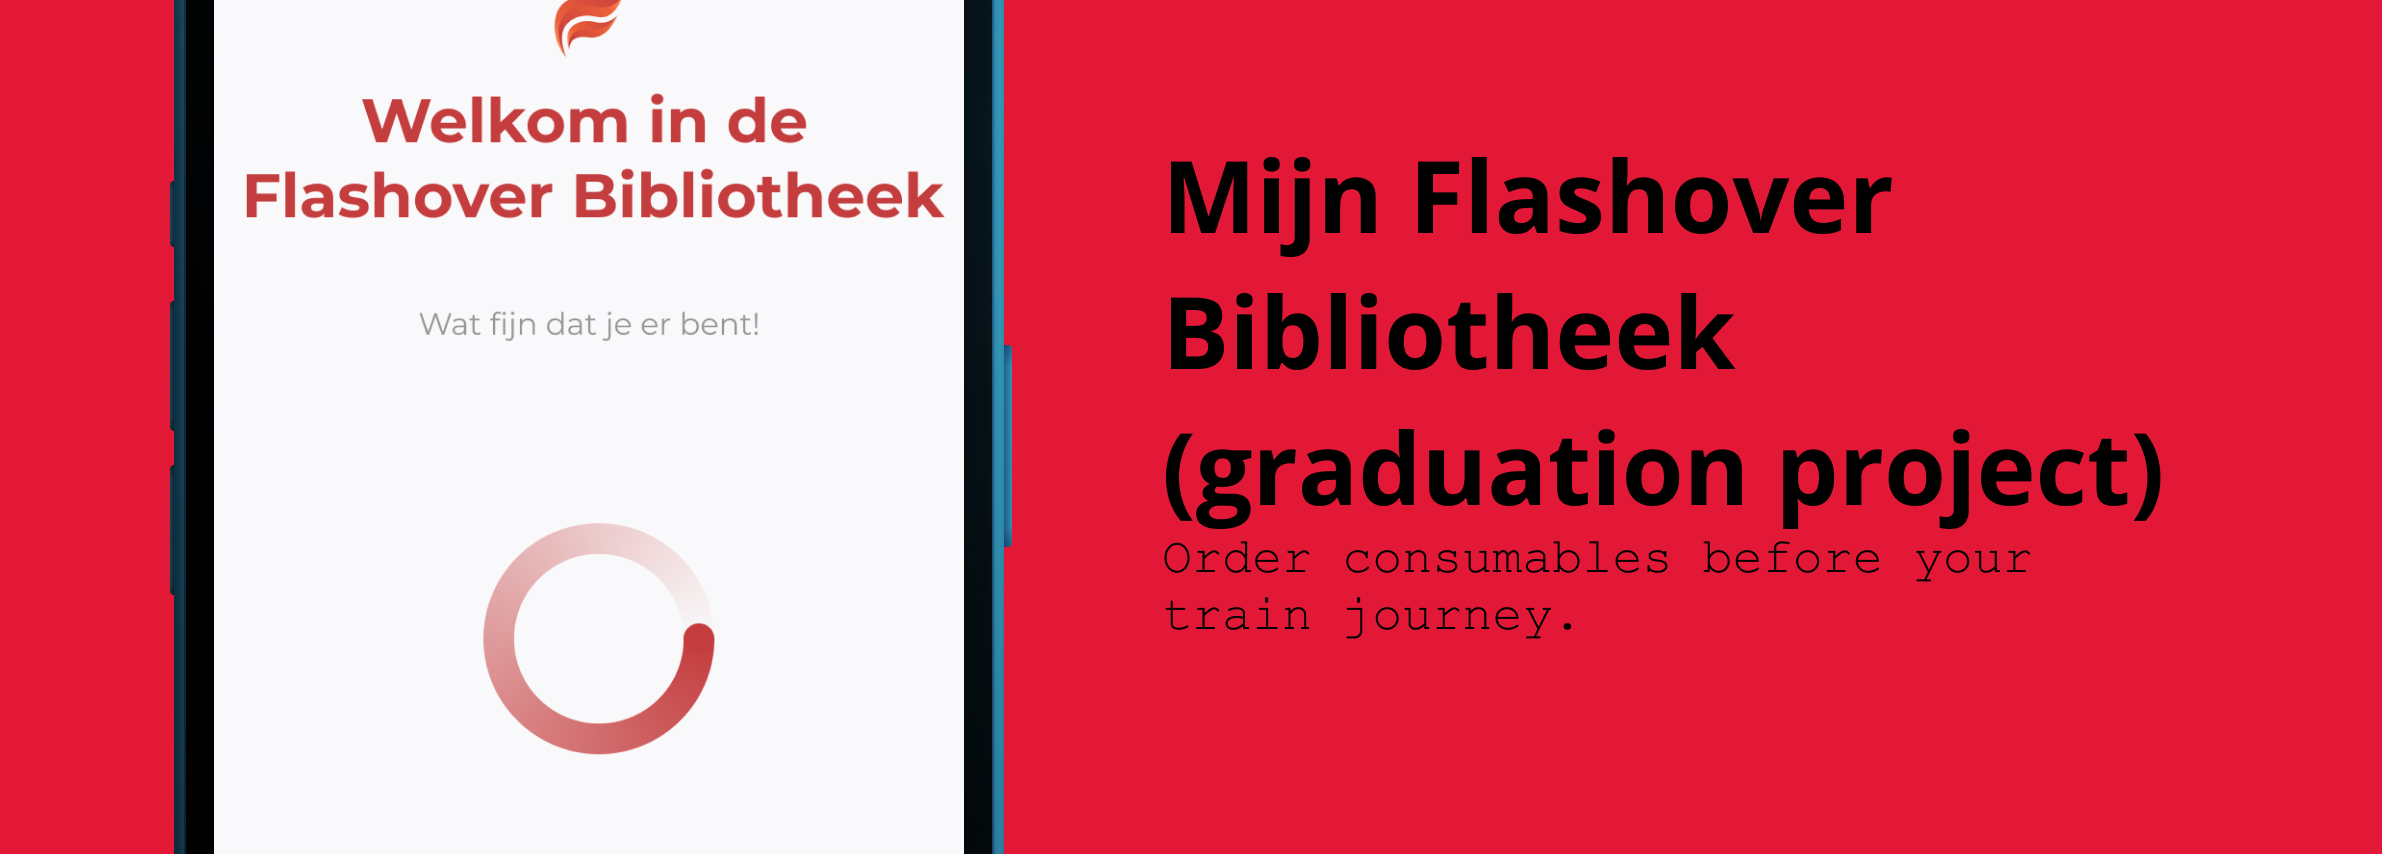 Welkom in de
Flashover Bibliotheek
Wat fijn dat je er bent!
Mijn Flashover
Bibliotheek
(graduation project)
Order consumables before your
train journey.